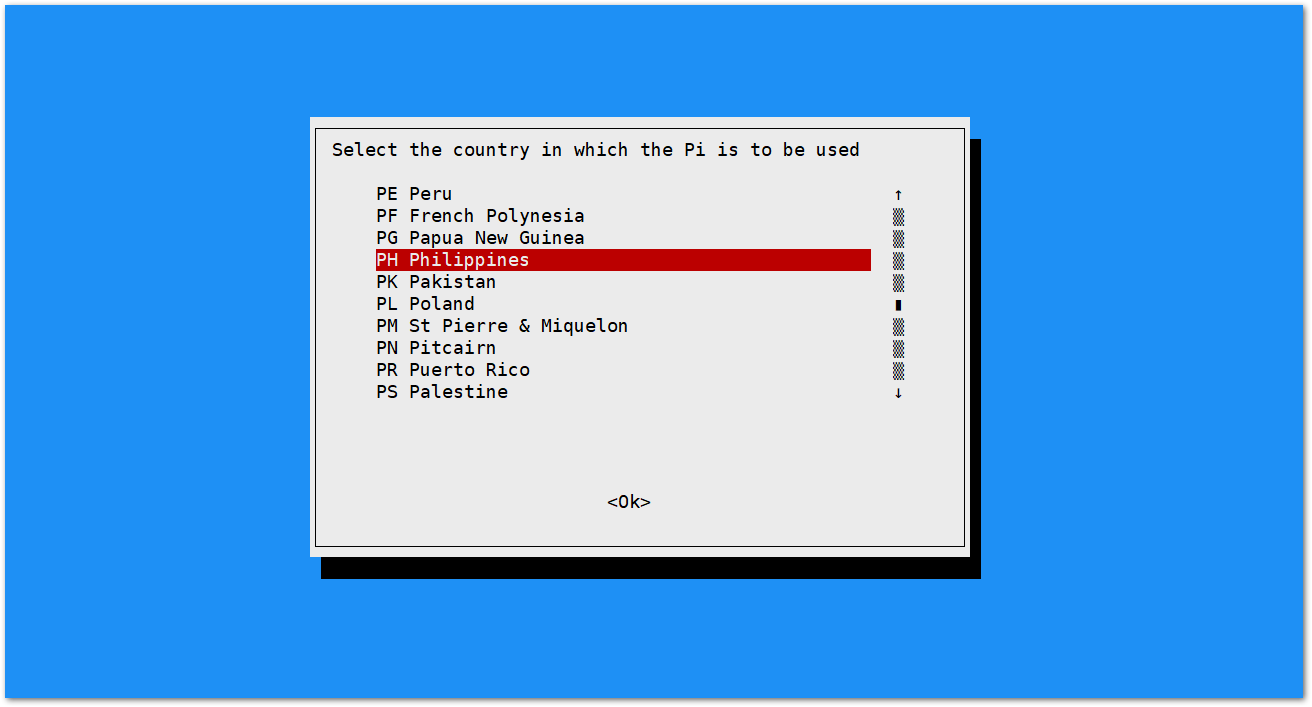 Select the country in which the Pi is to be used
PE Peru ↑
PF French Polynesia
PG Papua New Guinea
PH Philippines
PK Pakistan
PL Poland
PM St Pierre & Miquelon
PN Pitcairn
PR Puerto Rico
PS Palestine ↓
<Ok>